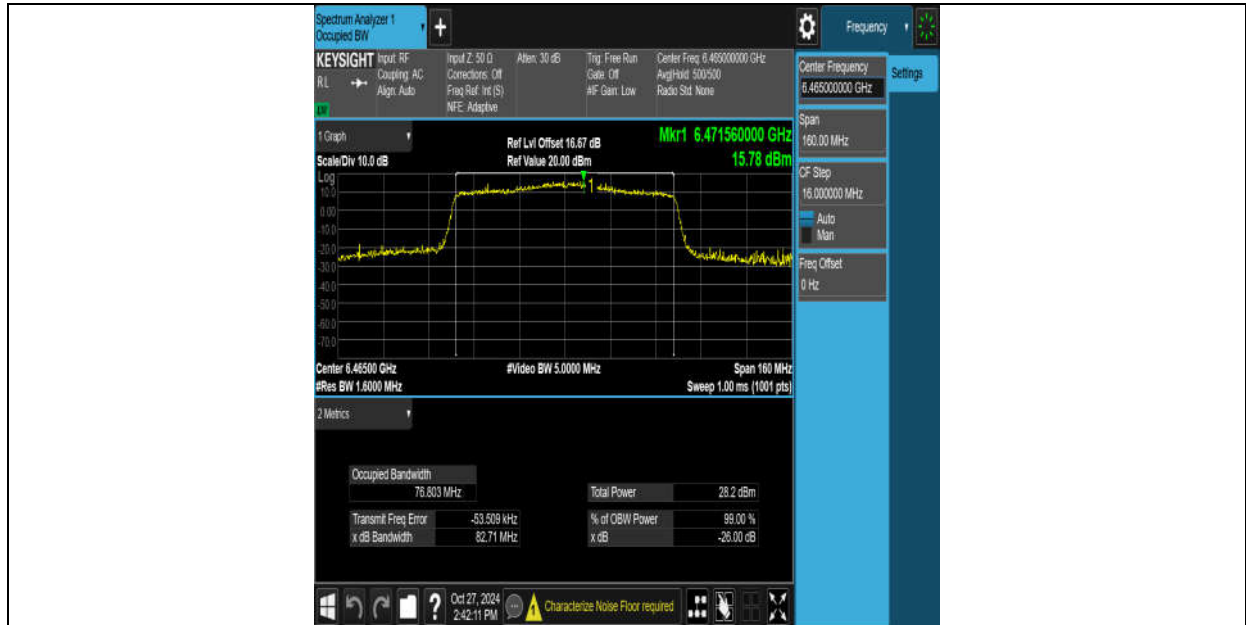 Spectrum Analyzer 1
Occupied BW
+
Frequency
KEYSIGHT
RL
Input: RF
Coupling: AC
Align: Auto
Input Z: 50 Ω
Corrections: Off
Freq Ref: Int (S)
NFE: Adaptive
Atten: 30 dB
Trig: Free Run
Gate: Off
#IF Gain: Low
Center Freq: 6.465000000 GHz
Avg|Hold: 500/500
Radio Std: None
Center Frequency
6.465000000 GHz
Settings
Span
160.00 MHz
CF Step
16.000000 MHz
Auto
Man
Freq Offset
0 Hz
1 Graph
Scale/Div 10.0 dB
Ref Lvl Offset 16.67 dB
Ref Value 20.00 dBm
Mkr1 6.471560000 GHz
15.78 dBm
Log
10.0
0.00
-10.0
-20.0
-30.0
-40.0
-50.0
-60.0
-70.0
1
Center 6.46500 GHz
#Res BW 1.6000 MHz
#Video BW 5.0000 MHz
Span 160 MHz
Sweep 1.00 ms (1001 pts)
2 Metrics
Occupied Bandwidth
76.803 MHz
Total Power 28.2 dBm
Transmit Freq Error -53.509 kHz
% of OBW Power 99.00 %
x dB Bandwidth 82.71 MHz
x dB -26.00 dB
?
Oct 27, 2024
2:42:11 PM
Characterize Noise Floor required